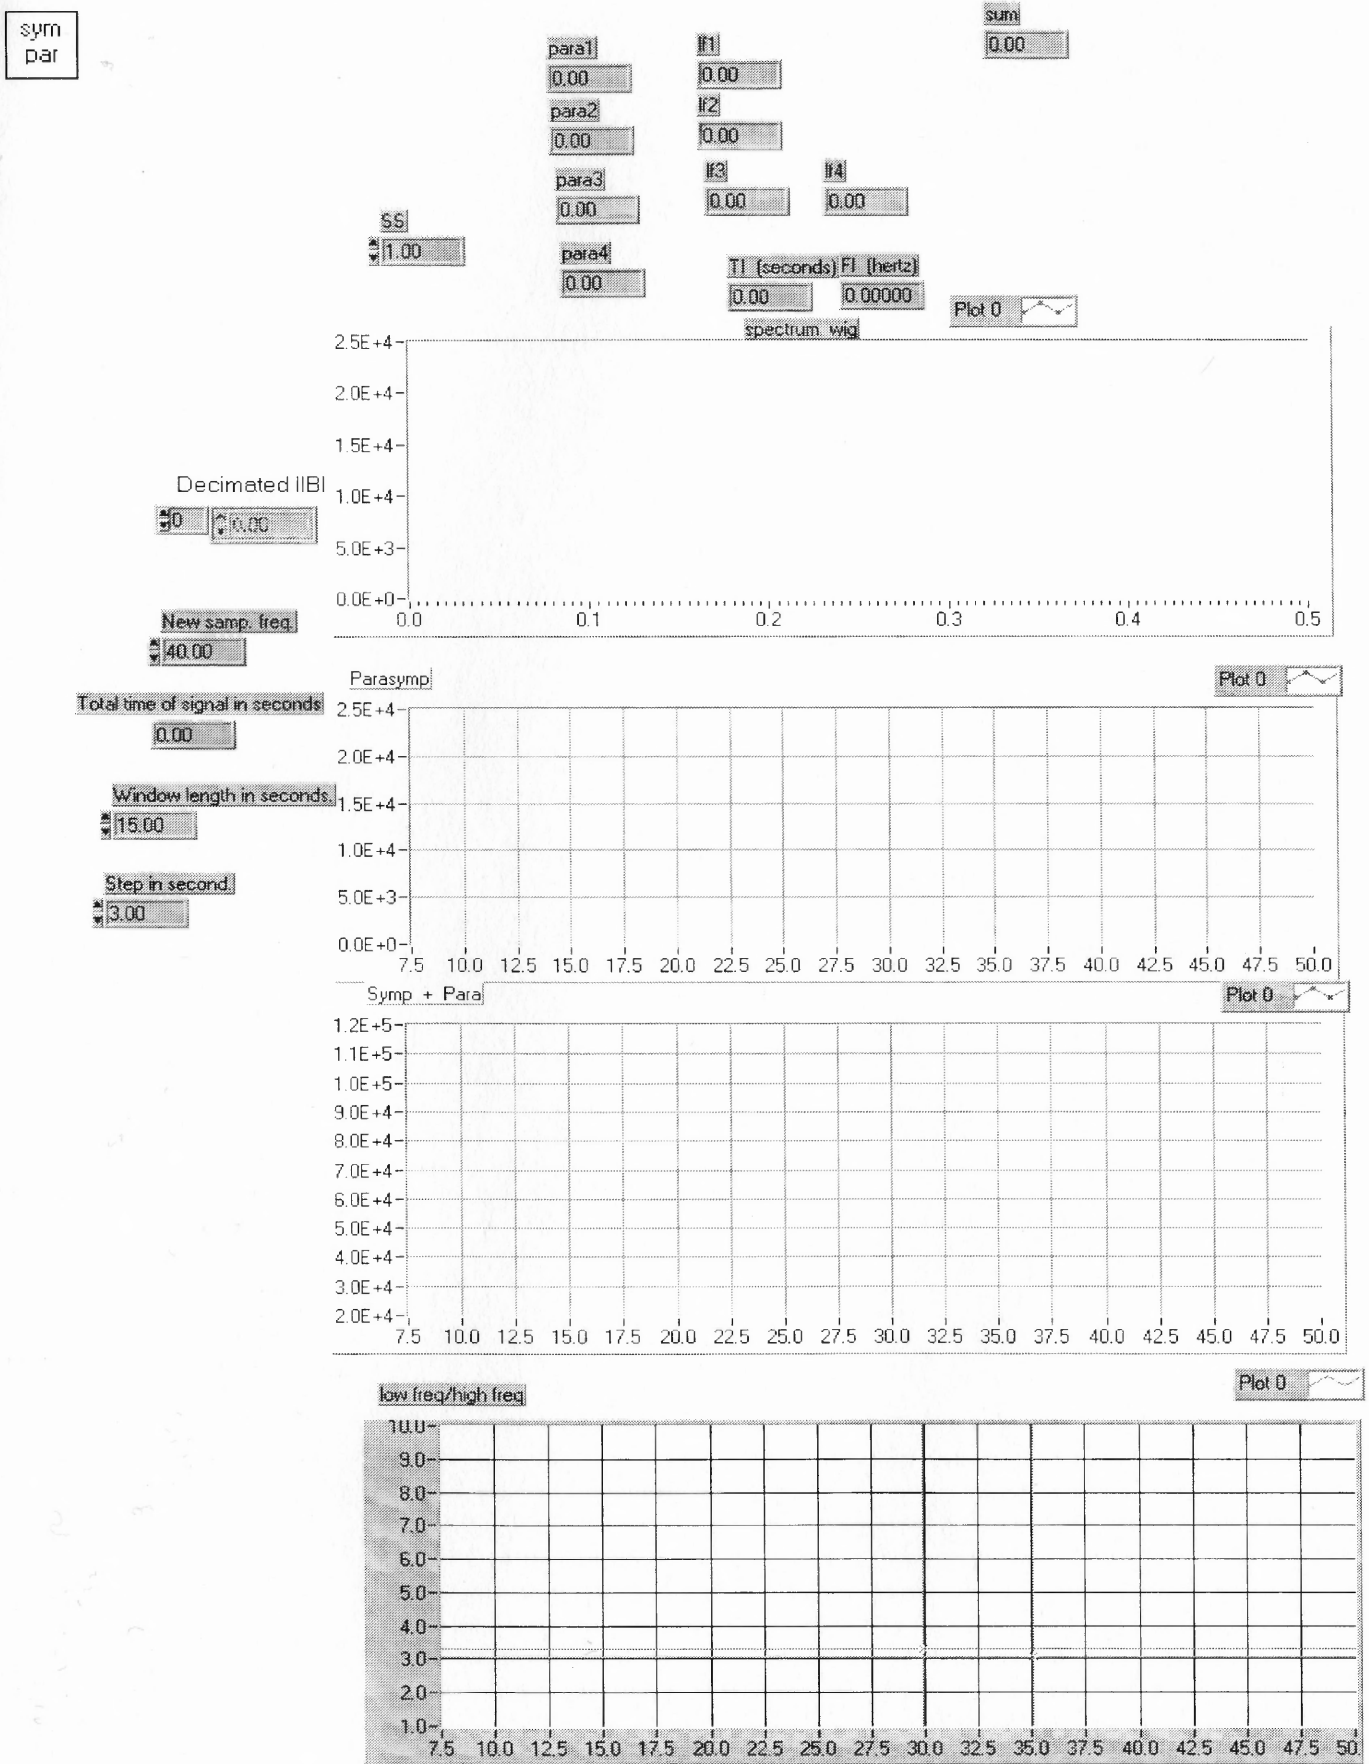 sym
par
sum
0.00
para1
0.00
lf1
0.00
para2
0.00
lf2
0.00
para3
0.00
lf3
0.00
lf4
0.00
SS
1.00
para4
0.00
TI (seconds)
0.00
FI (hertz)
0.00000
Plot 0
spectrum wig
2.5E+4
2.0E+4
1.5E+4
1.0E+4
5.0E+3
0.0E+0
0.0 0.1 0.2 0.3 0.4 0.5
Decimated IIBI
0 0.00
New samp. freq
40.00
Total time of signal in seconds
0.00
Window length in seconds.
15.00
Step in second.
3.00
Parasymp
Plot 0
2.5E+4
2.0E+4
1.5E+4
1.0E+4
5.0E+3
0.0E+0
7.5 10.0 12.5 15.0 17.5 20.0 22.5 25.0 27.5 30.0 32.5 35.0 37.5 40.0 42.5 45.0 47.5 50.0
Symp + Para
Plot 0
1.2E+5
1.1E+5
1.0E+5
9.0E+4
8.0E+4
7.0E+4
6.0E+4
5.0E+4
4.0E+4
3.0E+4
2.0E+4
7.5 10.0 12.5 15.0 17.5 20.0 22.5 25.0 27.5 30.0 32.5 35.0 37.5 40.0 42.5 45.0 47.5 50.0
low freq/high freq
Plot 0
10.0
9.0
8.0
7.0
6.0
5.0
4.0
3.0
2.0
1.0
7.5 10.0 12.5 15.0 17.5 20.0 22.5 25.0 27.5 30.0 32.5 35.0 37.5 40.0 42.5 45.0 47.5 50